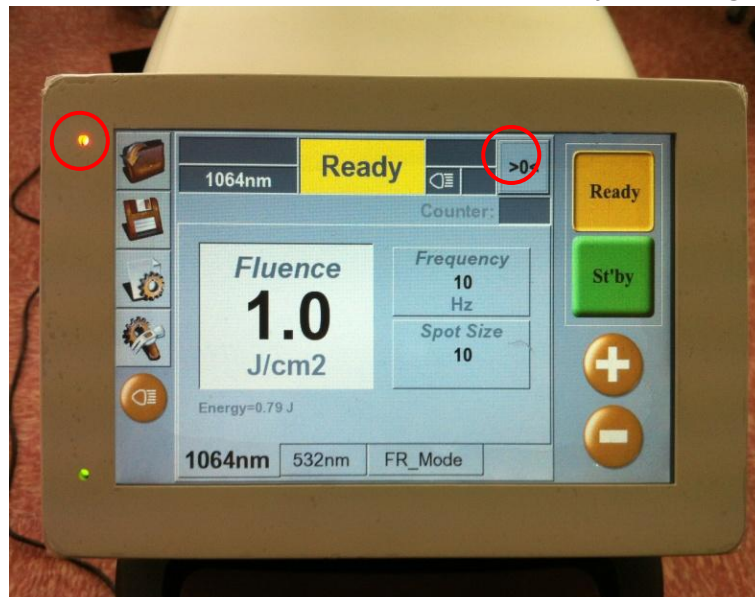 Ready
>0<
1064nm
Counter:
Ready
St'by
Fluence
1.0
J/cm2
Frequency
10
Hz
Spot Size
10
Energy=0.79 J
1064nm
532nm
FR_Mode